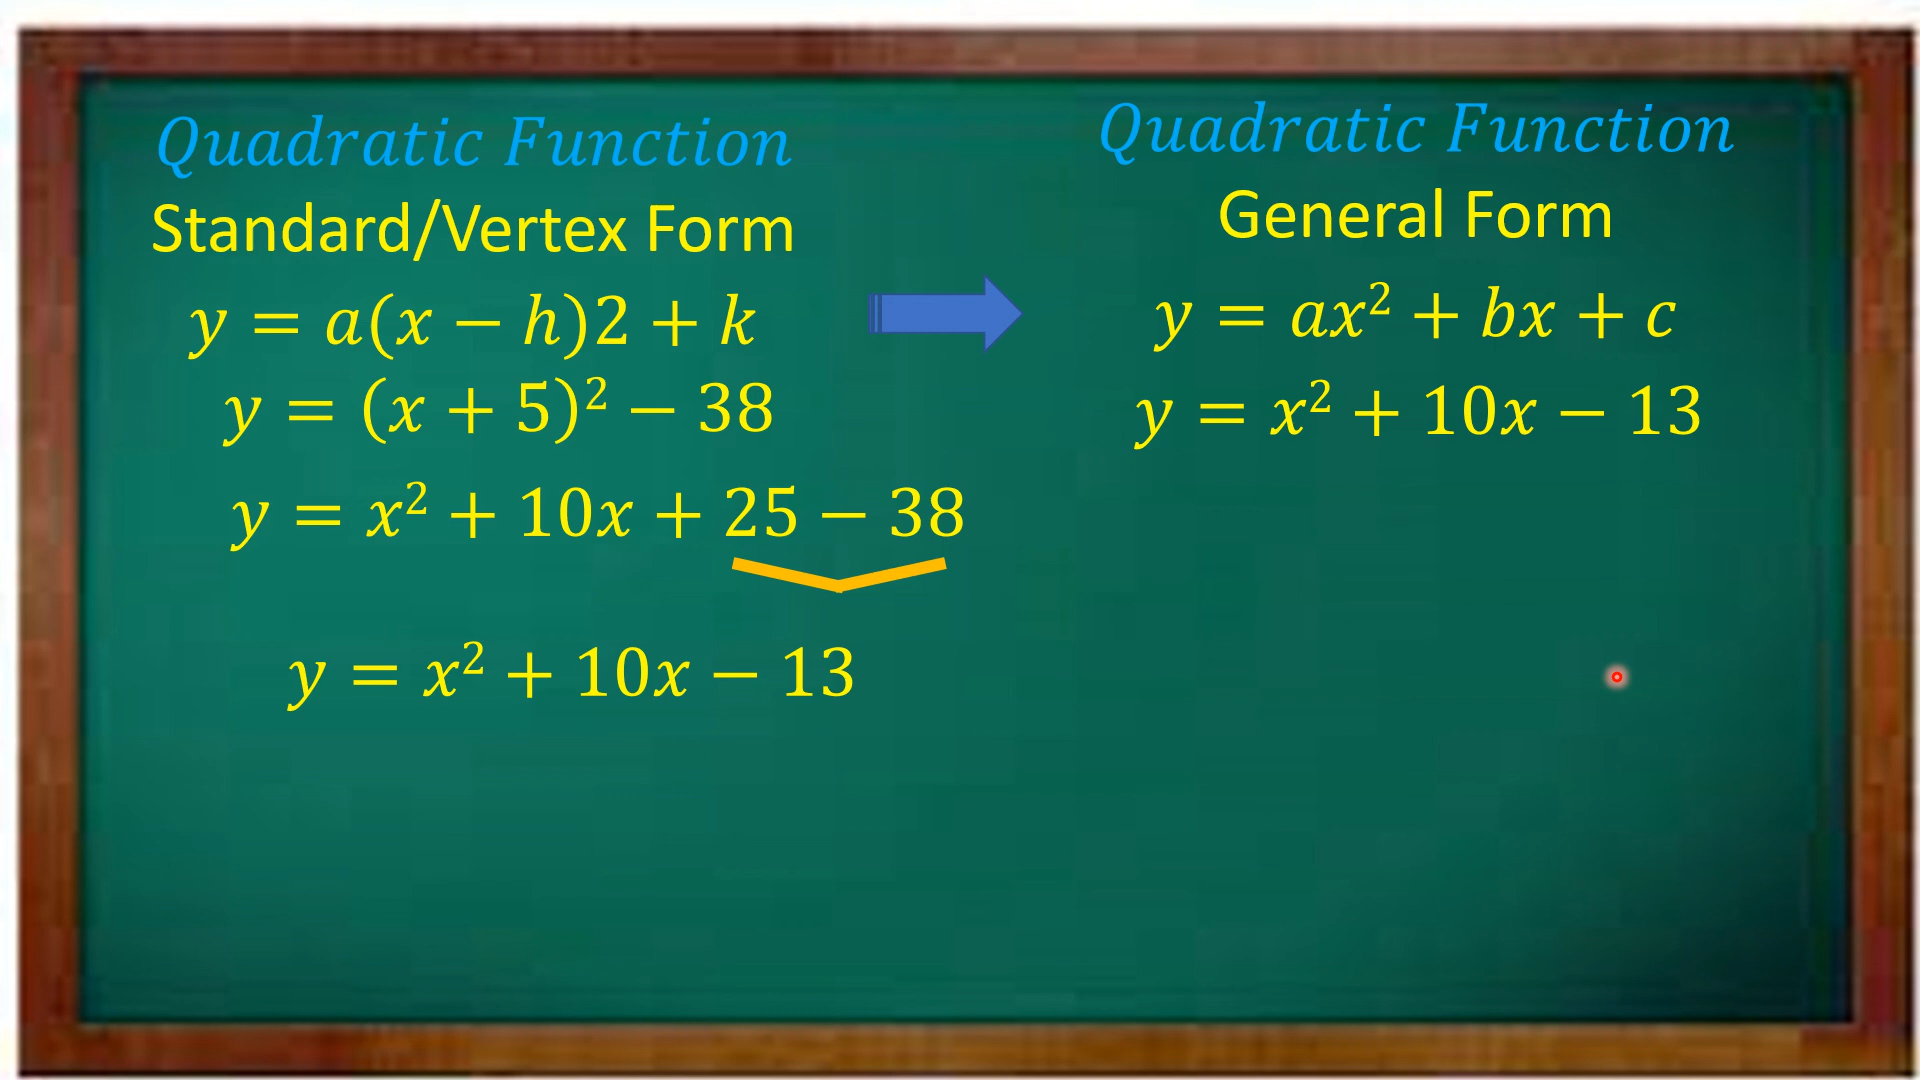 Quadratic Function
Standard/Vertex Form
y = a(x − h)2 + k
y = (x + 5)² − 38
y = x² + 10x + 25 − 38
y = x² + 10x − 13
Quadratic Function
General Form
y = ax² + bx + c
y = x² + 10x − 13